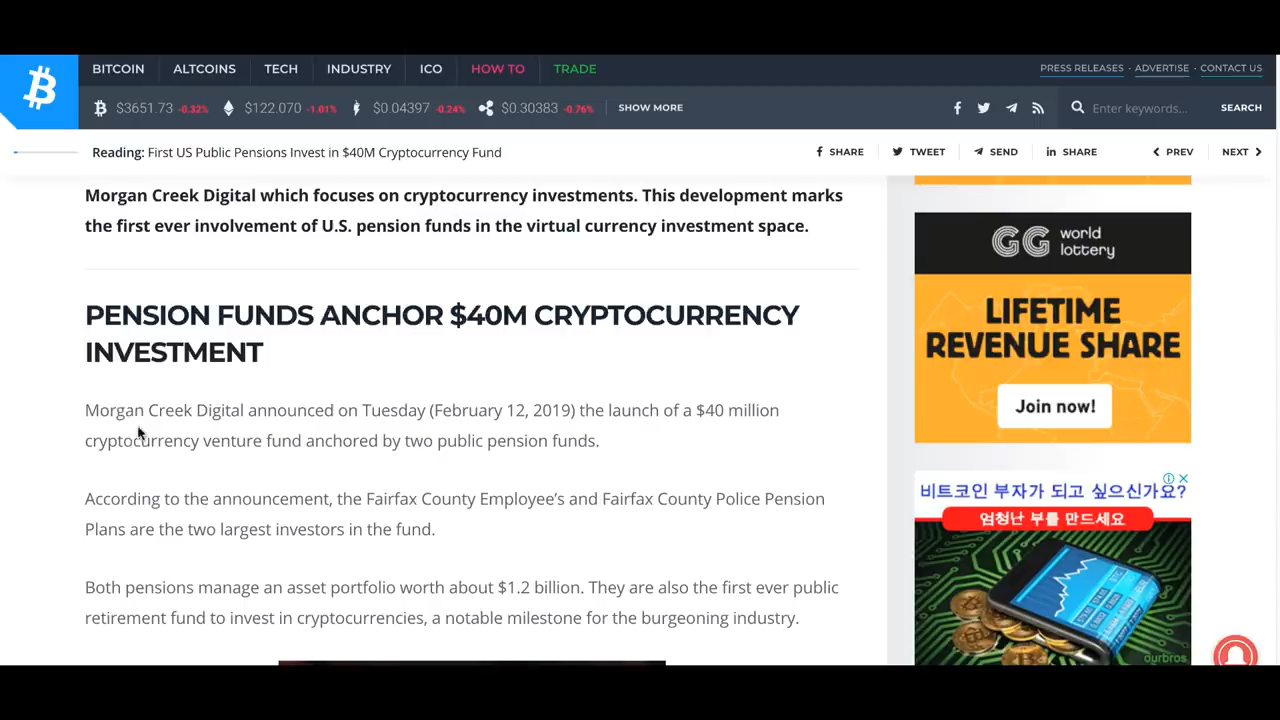 BITCOIN ALTCOINS TECH INDUSTRY ICO HOW TO TRADE
PRESS RELEASES · ADVERTISE · CONTACT US
$3651.73 -0.32% $122.070 -1.01% $0.04397 -0.24% $0.30383 -0.76% SHOW MORE
Enter keywords... SEARCH
Reading: First US Public Pensions Invest in $40M Cryptocurrency Fund
SHARE TWEET SEND SHARE PREV NEXT
Morgan Creek Digital which focuses on cryptocurrency investments. This development marks
the first ever involvement of U.S. pension funds in the virtual currency investment space.
PENSION FUNDS ANCHOR $40M CRYPTOCURRENCY
INVESTMENT
Morgan Creek Digital announced on Tuesday (February 12, 2019) the launch of a $40 million
cryptocurrency venture fund anchored by two public pension funds.
According to the announcement, the Fairfax County Employee's and Fairfax County Police Pension
Plans are the two largest investors in the fund.
Both pensions manage an asset portfolio worth about $1.2 billion. They are also the first ever public
retirement fund to invest in cryptocurrencies, a notable milestone for the burgeoning industry.
GG world
lottery
LIFETIME
REVENUE SHARE
Join now!
비트코인 부자가 되고 싶으신가요?
엄청난 부를 만드세요
ourbros